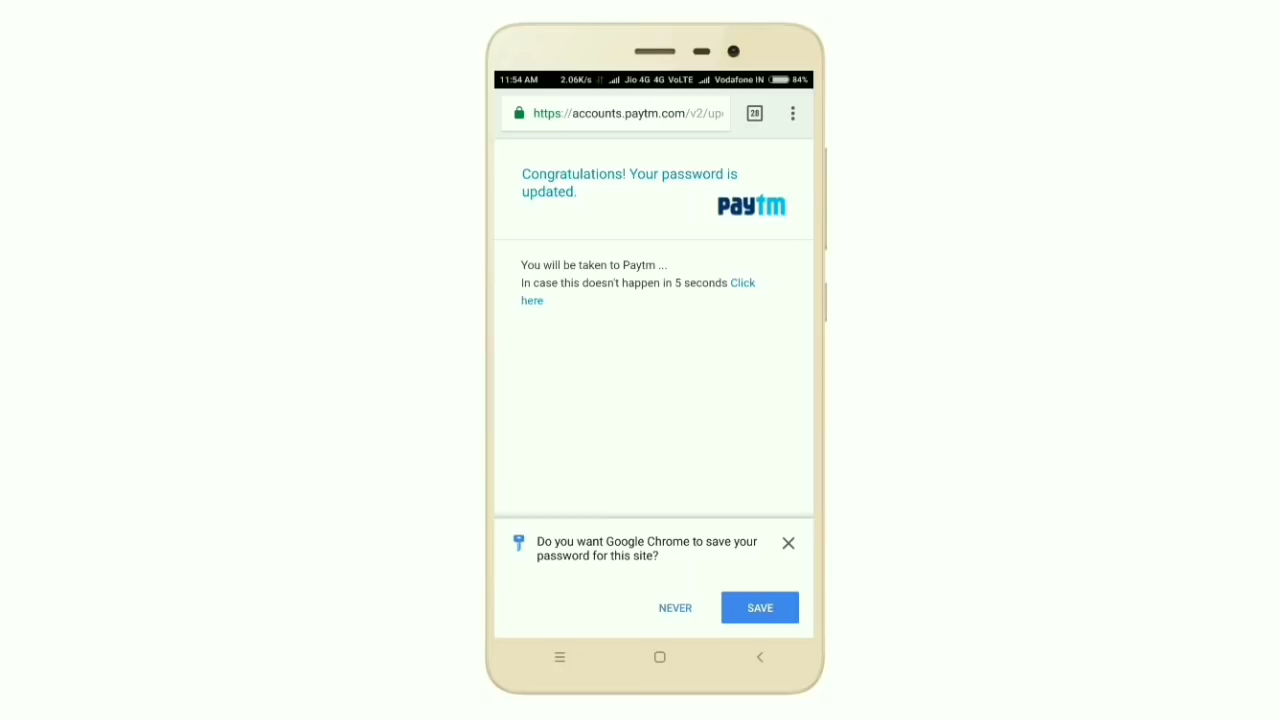 11:54 AM 2.06K/s Jio 4G 4G VoLTE Vodafone IN 84%
https://accounts.paytm.com/v2/up
28
Congratulations! Your password is
updated.
paytm
You will be taken to Paytm ...
In case this doesn't happen in 5 seconds Click
here
Do you want Google Chrome to save your
password for this site?
NEVER SAVE